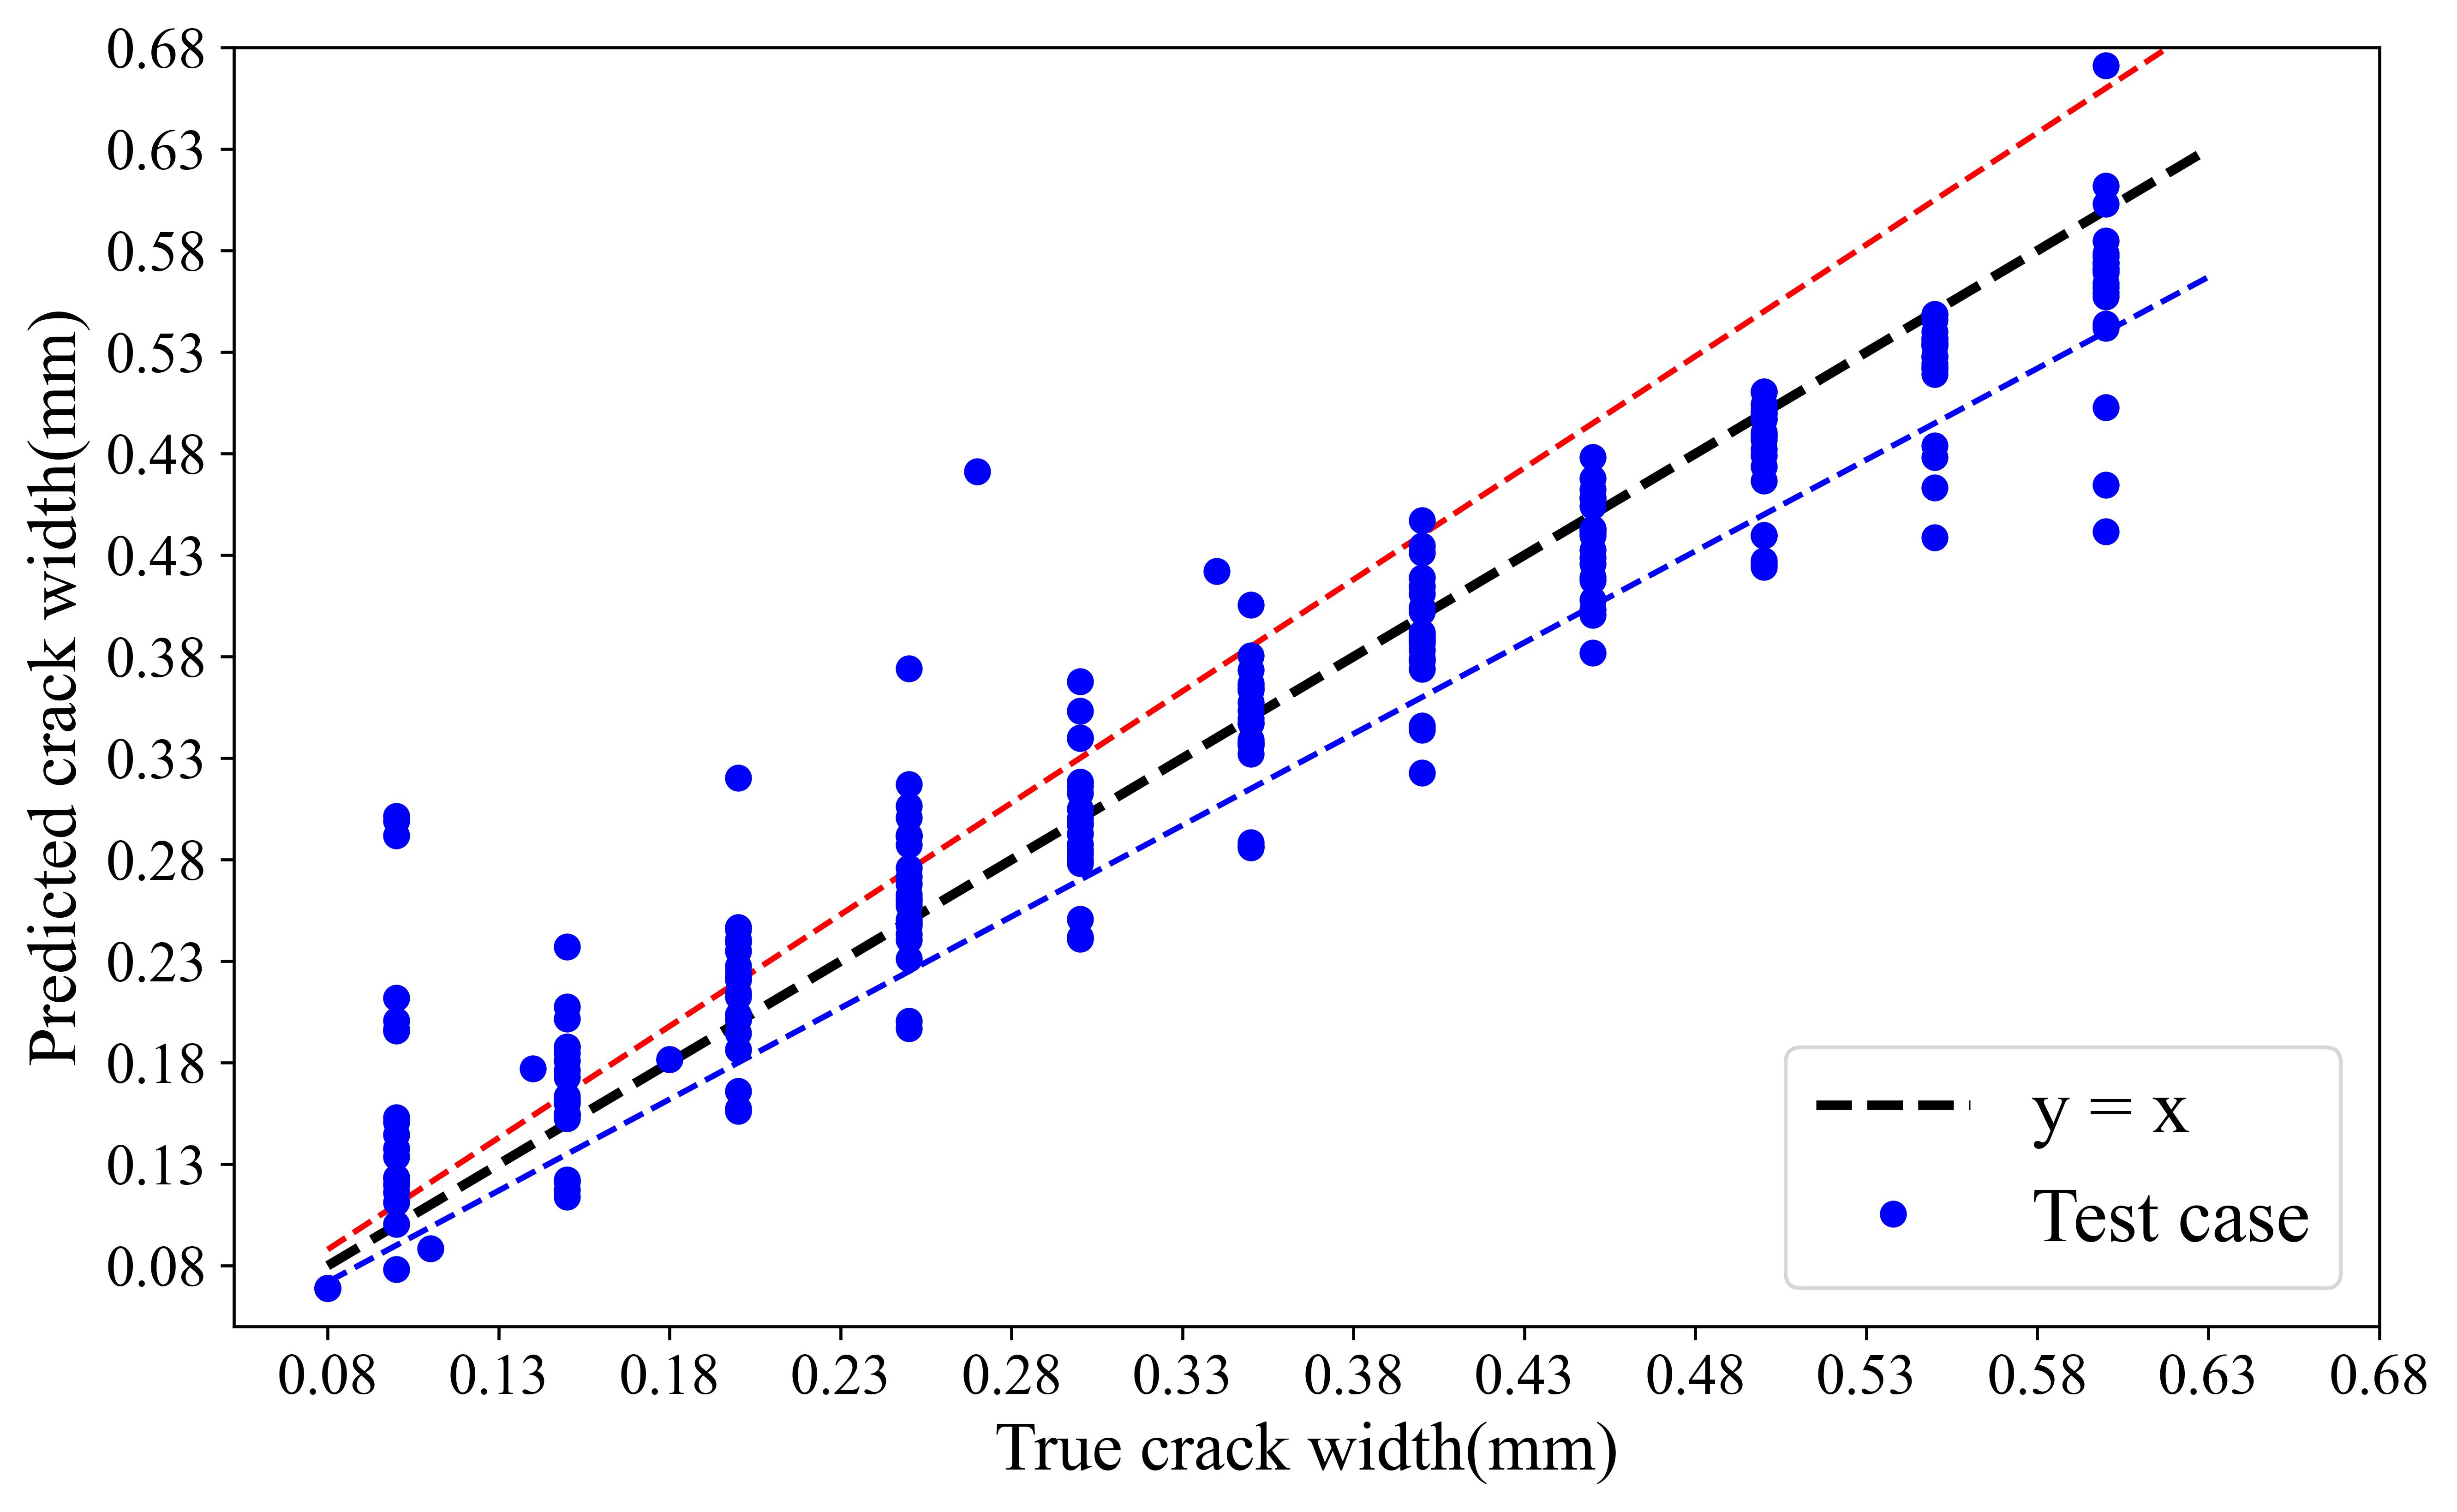 0.68
0.63
0.58
0.53
0.48
0.43
0.38
0.33
0.28
0.23
0.18
0.13
0.08
Predicted crack width(mm)
y = x
Test case
0.08 0.13 0.18 0.23 0.28 0.33 0.38 0.43 0.48 0.53 0.58 0.63 0.68
True crack width(mm)